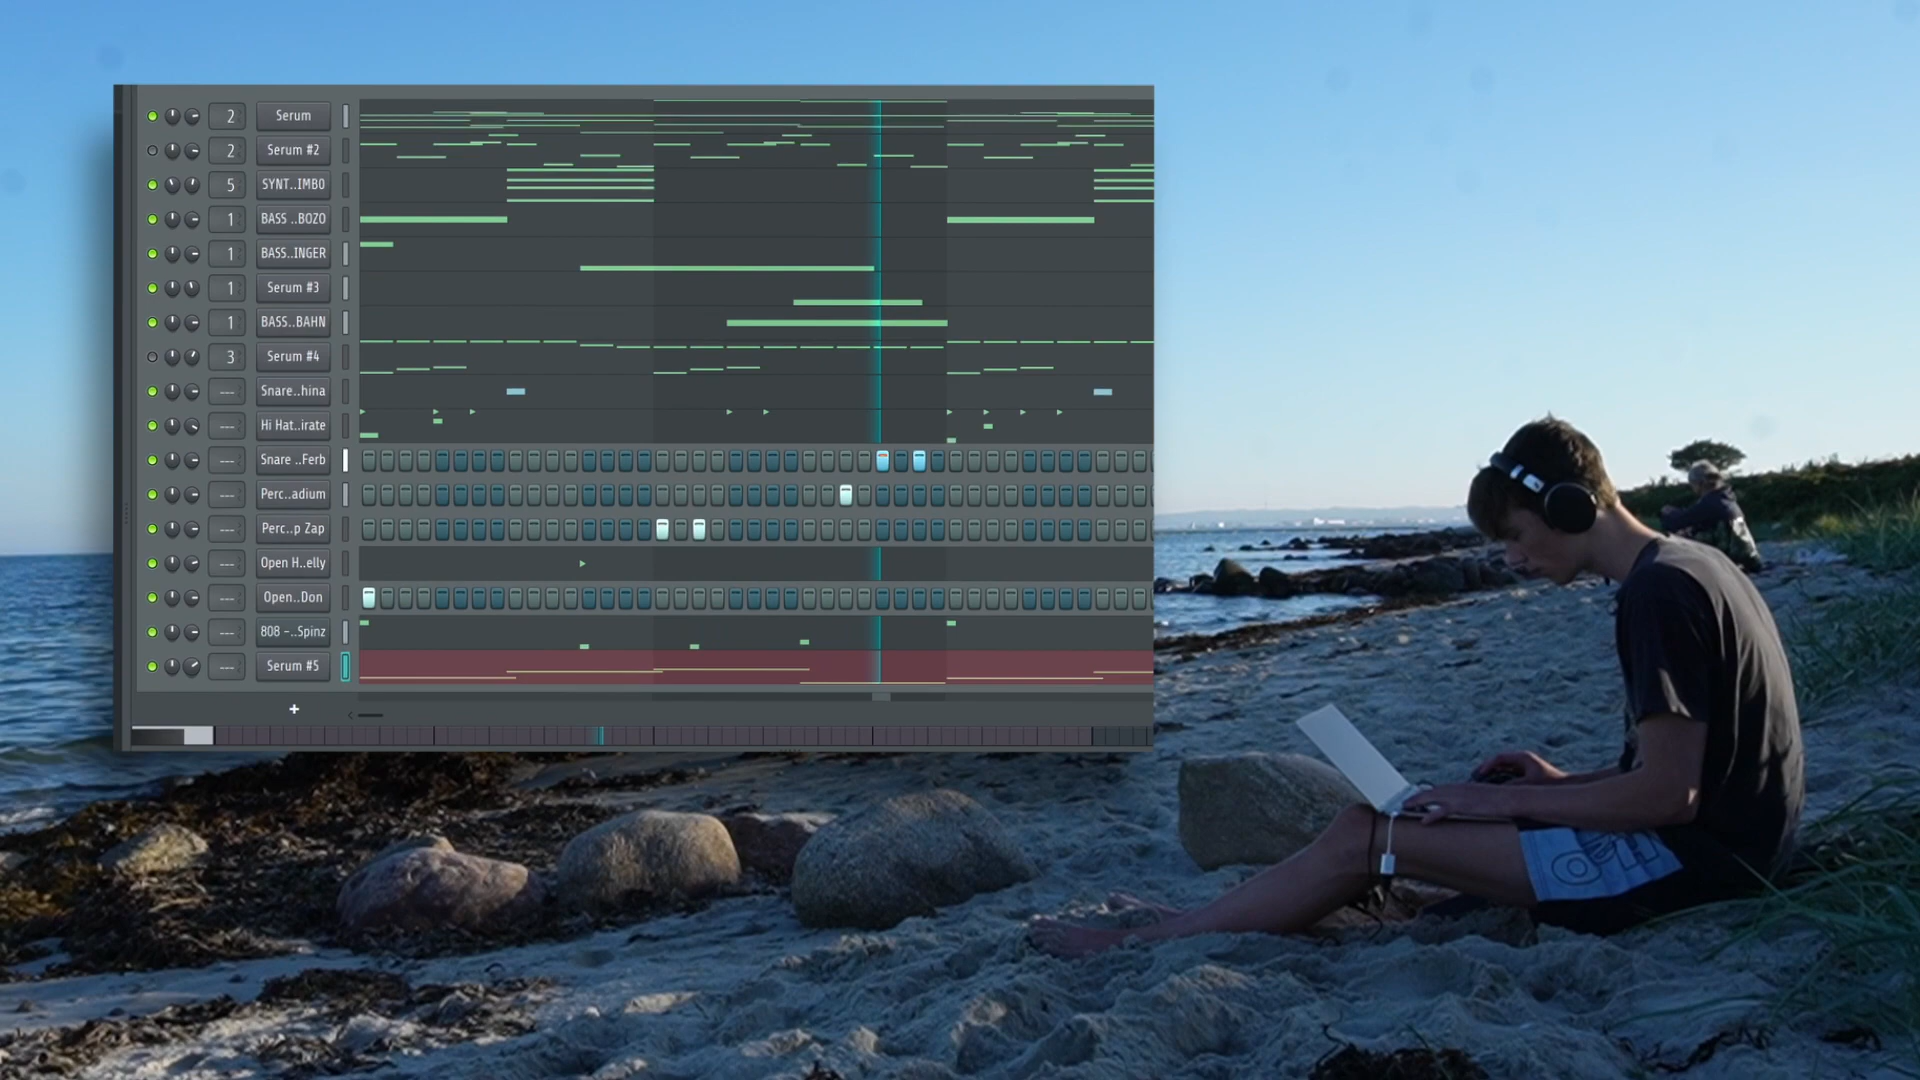 2 Serum
2 Serum #2
5 SYNT..IMBO
1 BASS ..BOZO
1 BASS..INGER
1 Serum #3
1 BASS..BAHN
3 Serum #4
--- Snare..hina
--- Hi Hat..irate
--- Snare ..Ferb
--- Perc..adium
--- Perc..p Zap
--- Open H..elly
--- Open..Don
--- 808 -..Spinz
--- Serum #5
+